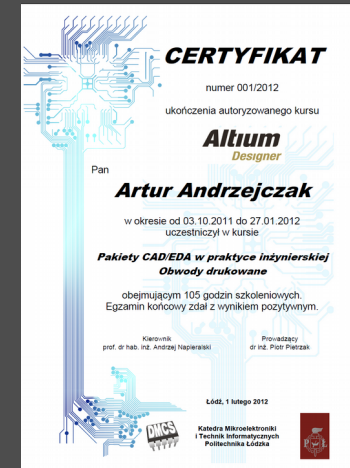 CERTYFIKAT
numer 001/2012
ukończenia autoryzowanego kursu
Altium
Designer
Pan
Artur Andrzejczak
w okresie od 03.10.2011 do 27.01.2012
uczestniczył w kursie
Pakiety CAD/EDA w praktyce inżynierskiej
Obwody drukowane
obejmującym 105 godzin szkoleniowych.
Egzamin końcowy zdał z wynikiem pozytywnym.
Kierownik
prof. dr hab. inż. Andrzej Napieralski
Prowadzący
dr inż. Piotr Pietrzak
Łódź, 1 lutego 2012
DMCS
Katedra Mikroelektroniki
i Technik Informatycznych
Politechnika Łódzka
P Ł